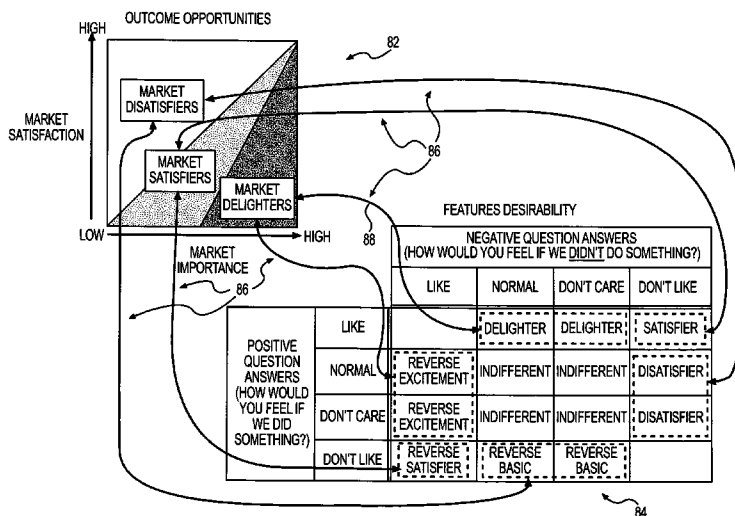 OUTCOME OPPORTUNITIES
HIGH
82
MARKET
DISATISFIERS
MARKET
SATISFACTION
86
MARKET
SATISFIERS
MARKET
DELIGHTERS
88
FEATURES DESIRABILITY
LOW
HIGH
MARKET
IMPORTANCE
86
NEGATIVE QUESTION ANSWERS
(HOW WOULD YOU FEEL IF WE DIDN'T DO SOMETHING?)
LIKE
NORMAL
DON'T CARE
DON'T LIKE
POSITIVE
QUESTION
ANSWERS
(HOW WOULD
YOU FEEL IF
WE DID
SOMETHING?)
LIKE
DELIGHTER
DELIGHTER
SATISFIER
NORMAL
REVERSE
EXCITEMENT
INDIFFERENT
INDIFFERENT
DISATISFIER
DON'T CARE
REVERSE
EXCITEMENT
INDIFFERENT
INDIFFERENT
DISATISFIER
DON'T LIKE
REVERSE
SATISFIER
REVERSE
BASIC
REVERSE
BASIC
84